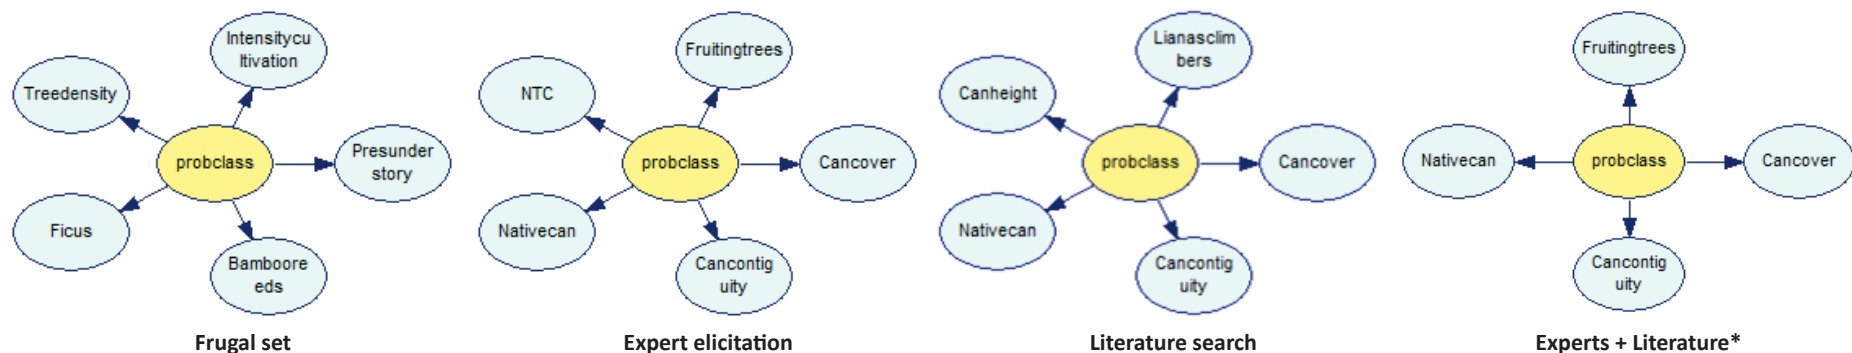 Intensitycu
ltivation
Treedensity
probclass
Presunder
story
Ficus
Bamboore
eds
Frugal set
Fruitingtrees
NTC
probclass
Cancover
Nativecan
Cancontig
uity
Expert elicitation
Lianasclim
bers
Canheight
probclass
Cancover
Nativecan
Cancontig
uity
Literature search
Fruitingtrees
Nativecan
probclass
Cancover
Cancontig
uity
Experts + Literature*